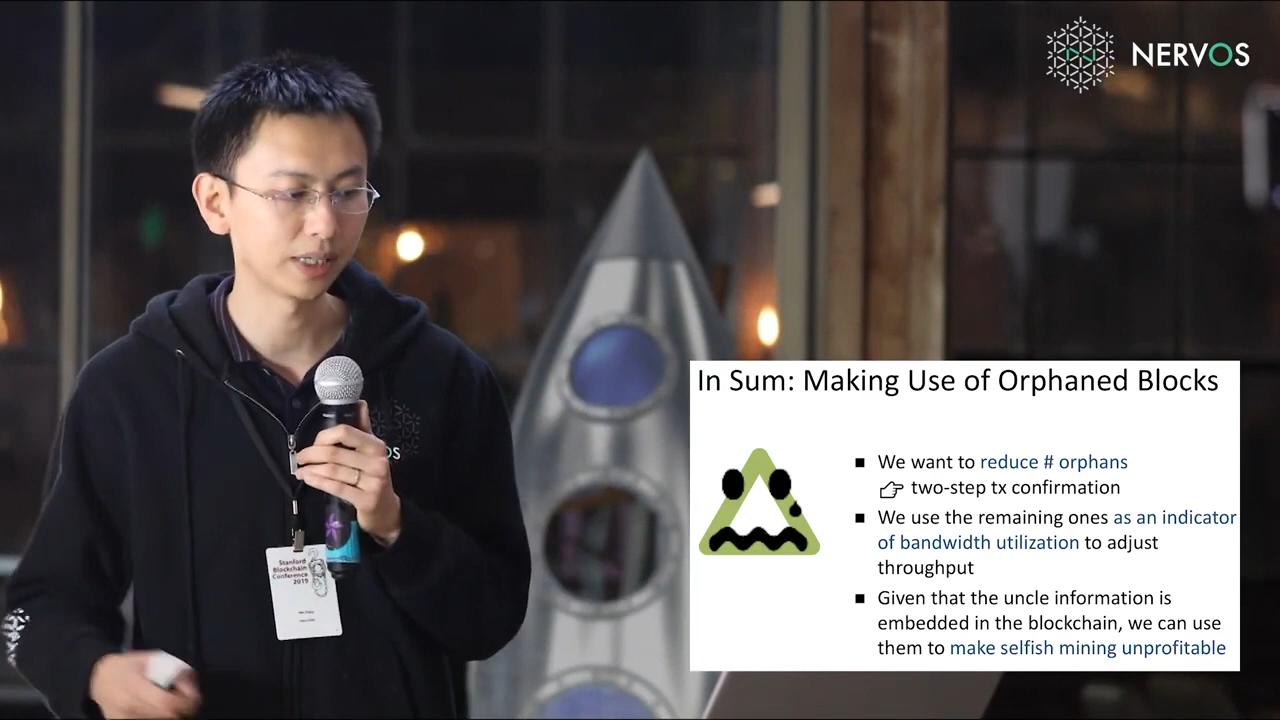 NERVOS
In Sum: Making Use of Orphaned Blocks
■ We want to reduce # orphans
☞ two-step tx confirmation
■ We use the remaining ones as an indicator
of bandwidth utilization to adjust
throughput
■ Given that the uncle information is
embedded in the blockchain, we can use
them to make selfish mining unprofitable
OS
Stanford
Blockchain
Conference
2019